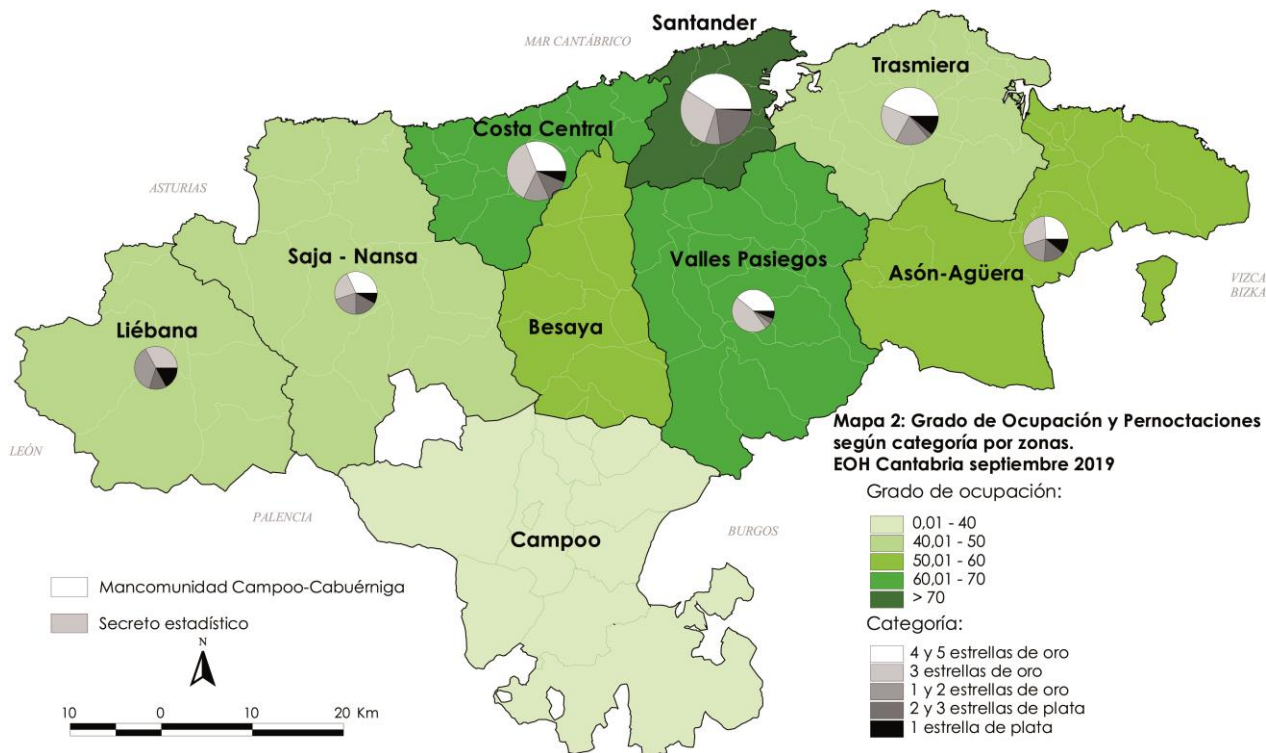 Santander
MAR CANTÁBRICO
Trasmiera
Costa Central
ASTURIAS
Saja - Nansa
Valles Pasiegos
Asón-Agüera
VIZCA
BIZKA
Liébana
Besaya
LEÓN
PALENCIA
BURGOS
Campoo
Mapa 2: Grado de Ocupación y Pernoctaciones
según categoría por zonas.
EOH Cantabria septiembre 2019
Grado de ocupación:
0,01 - 40
40,01 - 50
50,01 - 60
60,01 - 70
> 70
Categoría:
4 y 5 estrellas de oro
3 estrellas de oro
1 y 2 estrellas de oro
2 y 3 estrellas de plata
1 estrella de plata
Mancomunidad Campoo-Cabuérniga
Secreto estadístico
N
10 0 10 20 Km